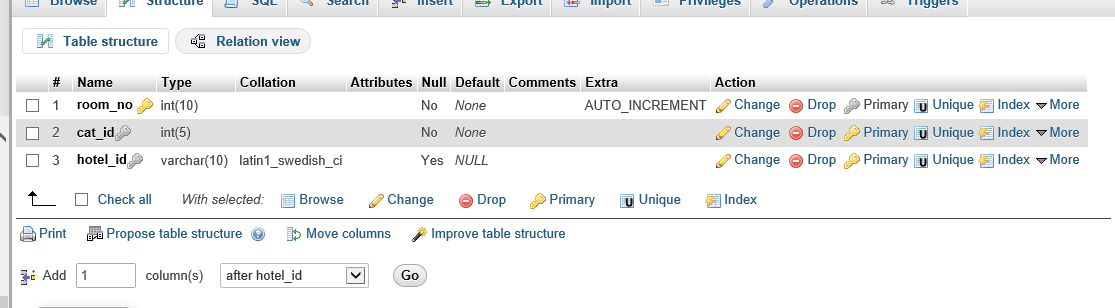 Browse Structure SQL Search Insert Export Import Privileges Operations Triggers
Table structure Relation view
# Name Type Collation Attributes Null Default Comments Extra Action
1 room_no int(10) No None AUTO_INCREMENT Change Drop Primary Unique Index More
2 cat_id int(5) No None Change Drop Primary Unique Index More
3 hotel_id varchar(10) latin1_swedish_ci Yes NULL Change Drop Primary Unique Index More
Check all With selected: Browse Change Drop Primary Unique Index
Print Propose table structure Move columns Improve table structure
Add 1 column(s) after hotel_id Go